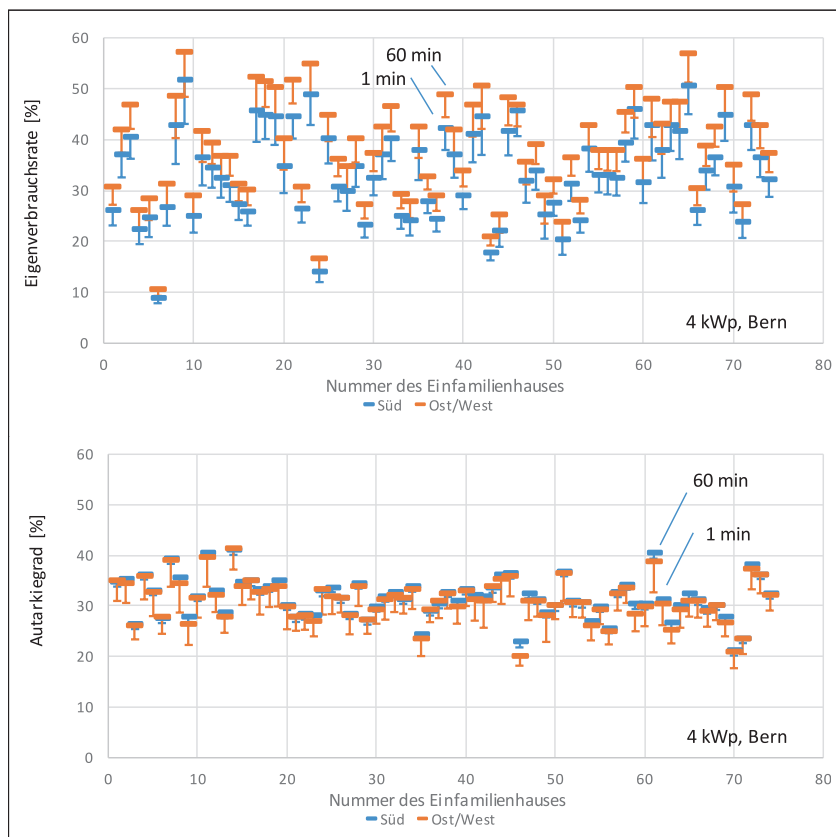 60
50
40
30
20
10
0
Eigenverbrauchsrate [%]
60 min
1 min
4 kWp, Bern
0 10 20 30 40 50 60 70 80
Nummer des Einfamilienhauses
Süd Ost/West
60
50
40
30
20
10
0
Autarkiegrad [%]
60 min
1 min
4 kWp, Bern
0 10 20 30 40 50 60 70 80
Nummer des Einfamilienhauses
Süd Ost/West